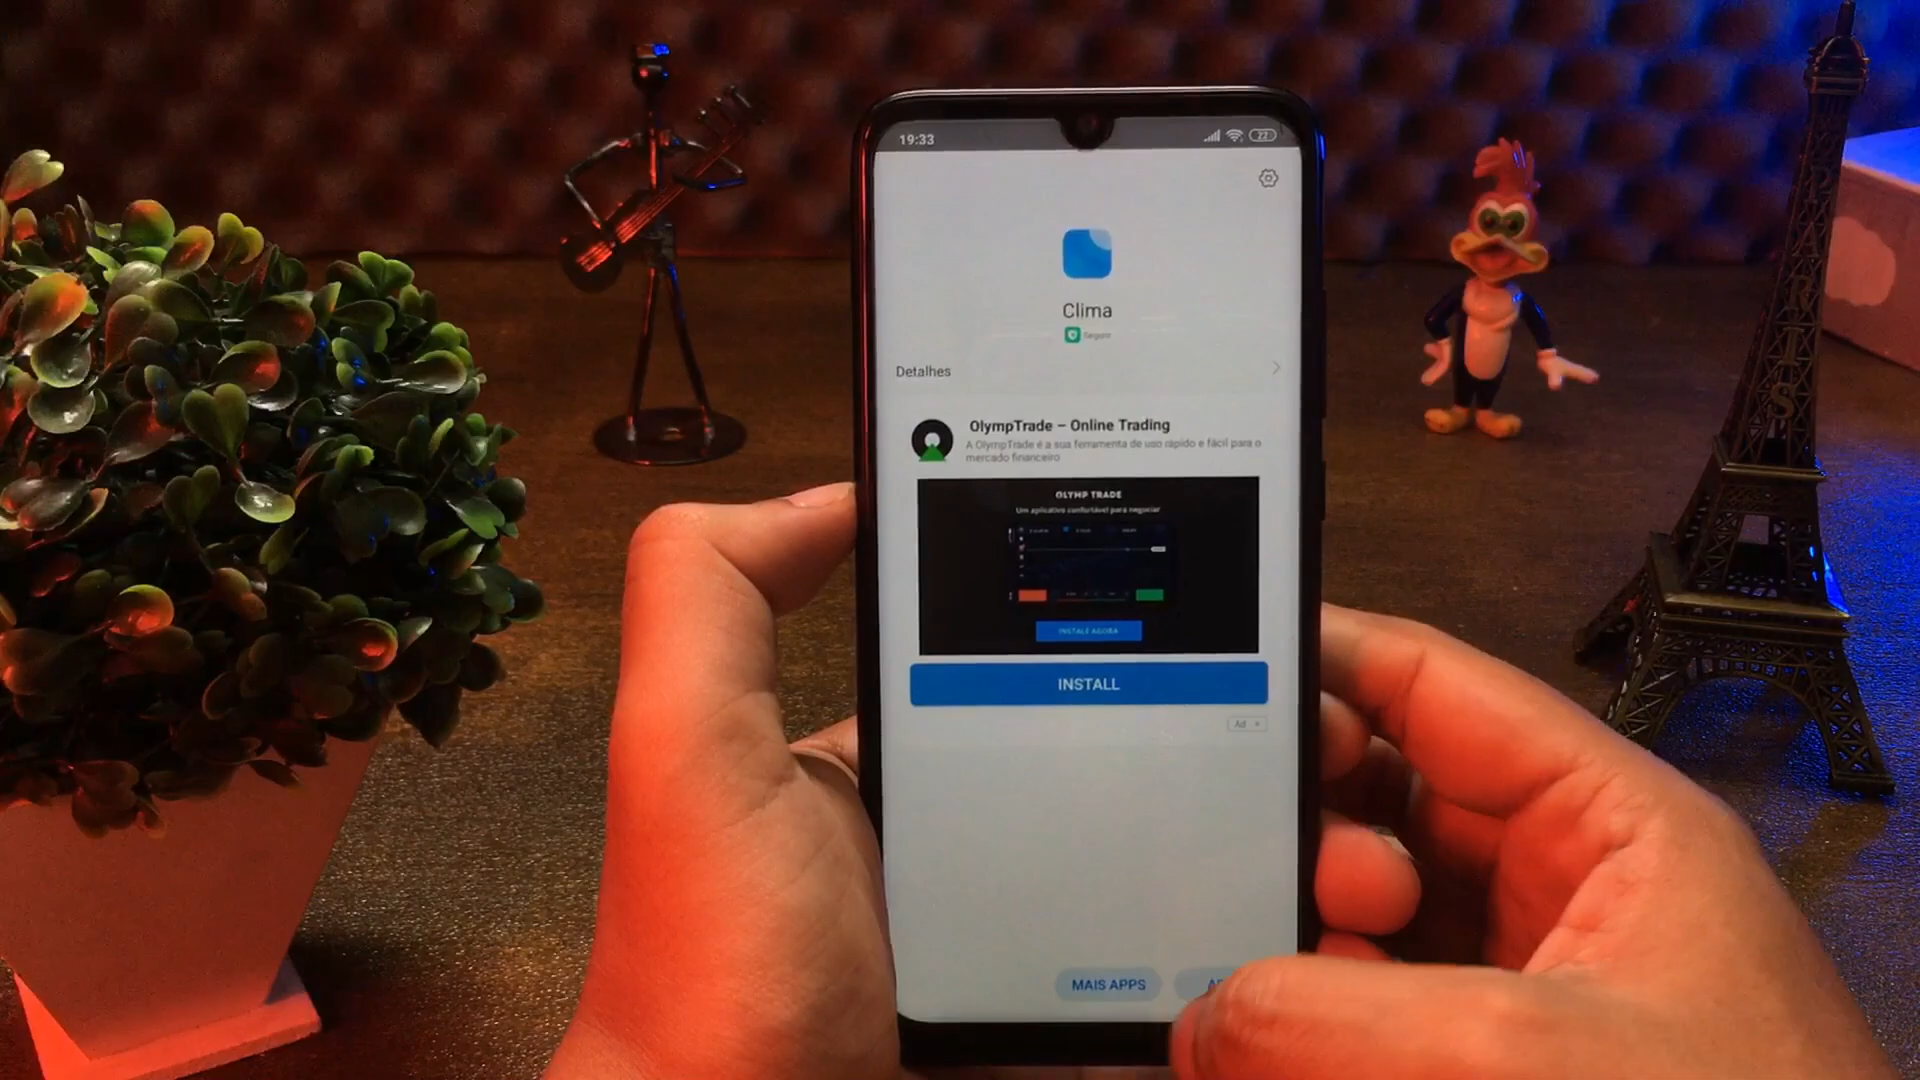 19:33
22
Clima
Seguro
Detalhes
OlympTrade – Online Trading
A OlympTrade é a sua ferramenta de uso rápido e fácil para o
mercado financeiro
OLYMP TRADE
Um aplicativo confortável para negociar
INSTALE AGORA
INSTALL
Ad
MAIS APPS